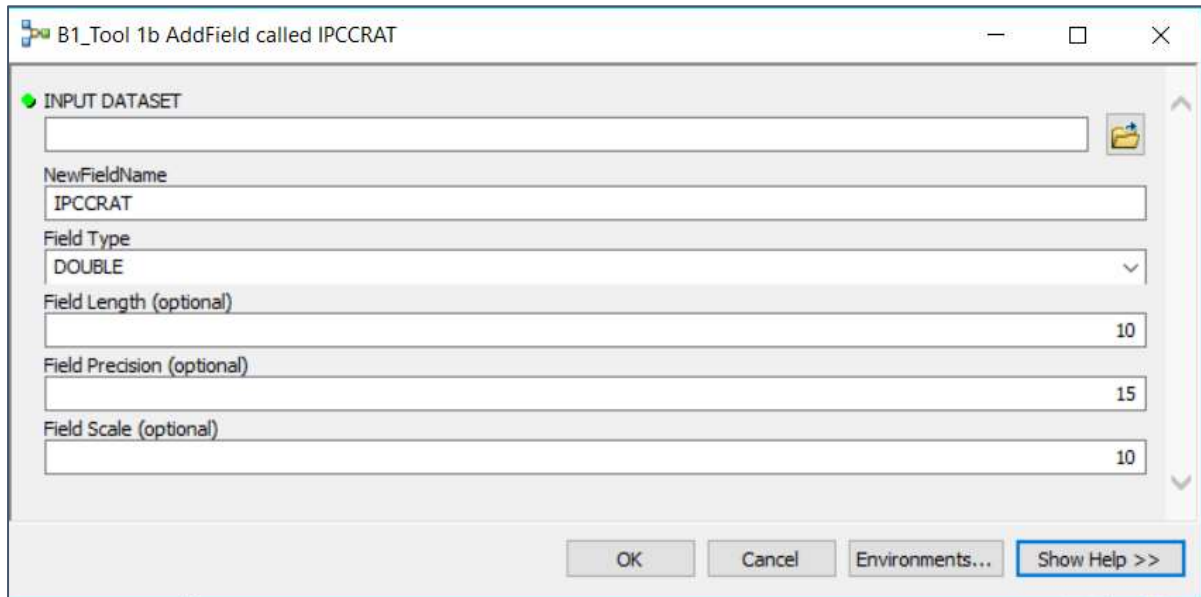 B1_Tool 1b AddField called IPCCRAT
INPUT DATASET
NewFieldName
IPCCRAT
Field Type
DOUBLE
Field Length (optional)
10
Field Precision (optional)
15
Field Scale (optional)
10
OK Cancel Environments... Show Help >>